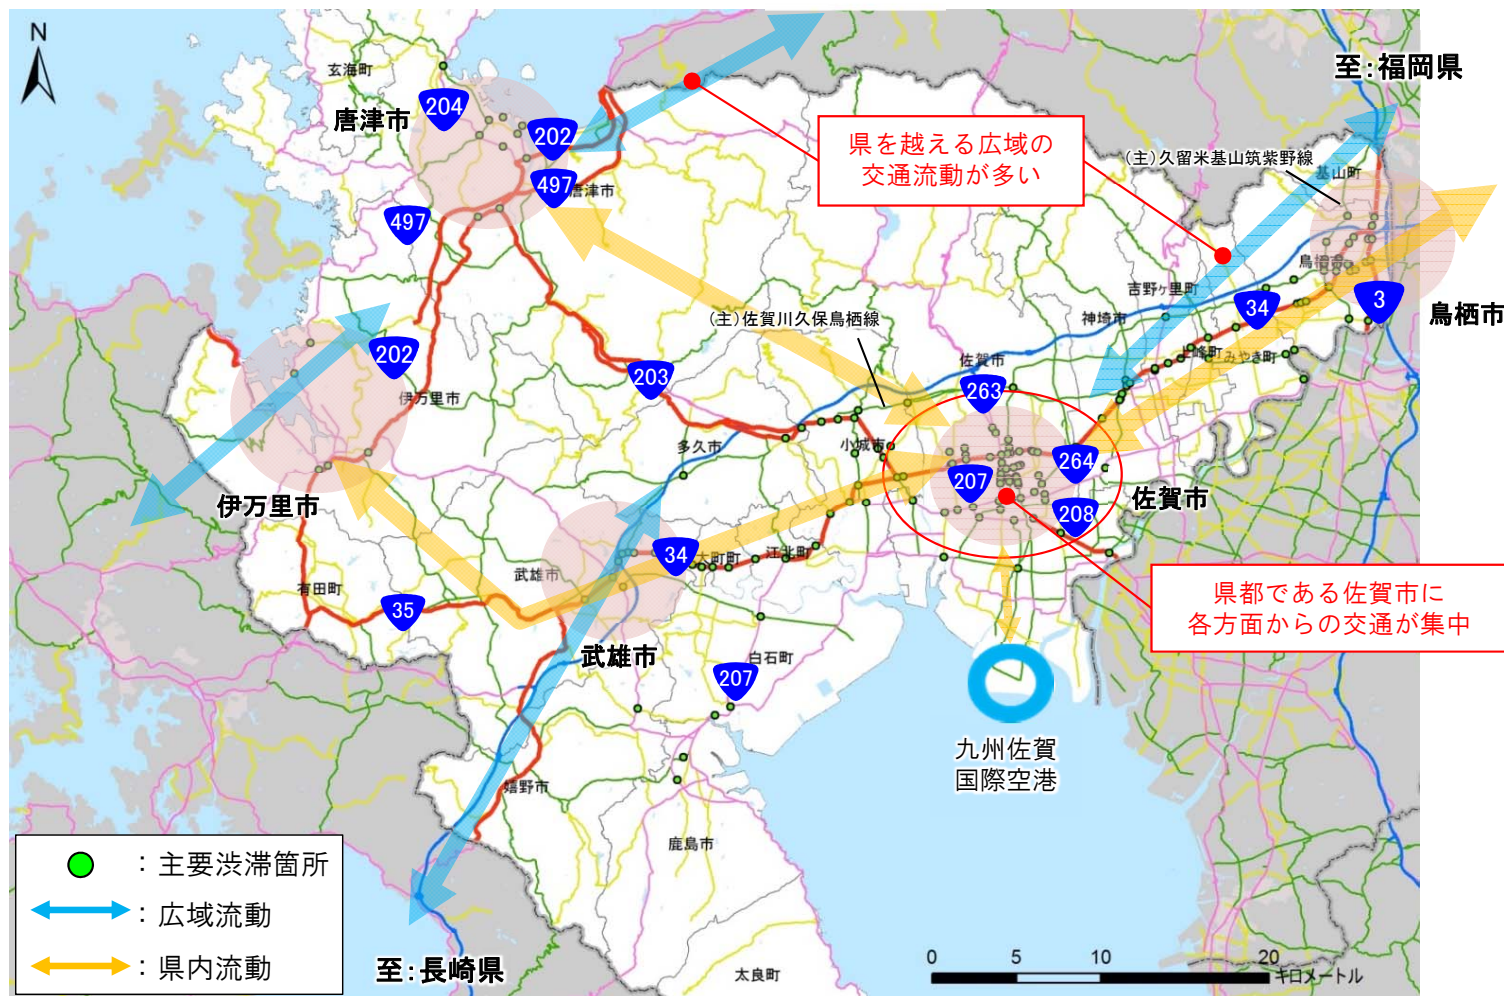 N
玄海町
唐津市
204
202
497
唐津市
497
県を越える広域の
交通流動が多い
至:福岡県
(主)久留米基山筑紫野線
基山町
鳥栖市
吉野ヶ里町
34
3
鳥栖市
神埼市
(主)佐賀川久保鳥栖線
上峰町
みやき町
佐賀市
202
203
263
伊万里市
多久市
小城市
264
207
208
佐賀市
伊万里市
34
大町町
江北町
武雄市
有田町
35
県都である佐賀市に
各方面からの交通が集中
武雄市
白石町
207
九州佐賀
国際空港
嬉野市
鹿島市
:主要渋滞箇所
:広域流動
:県内流動
至:長崎県
太良町
0 5 10 20
キロメートル